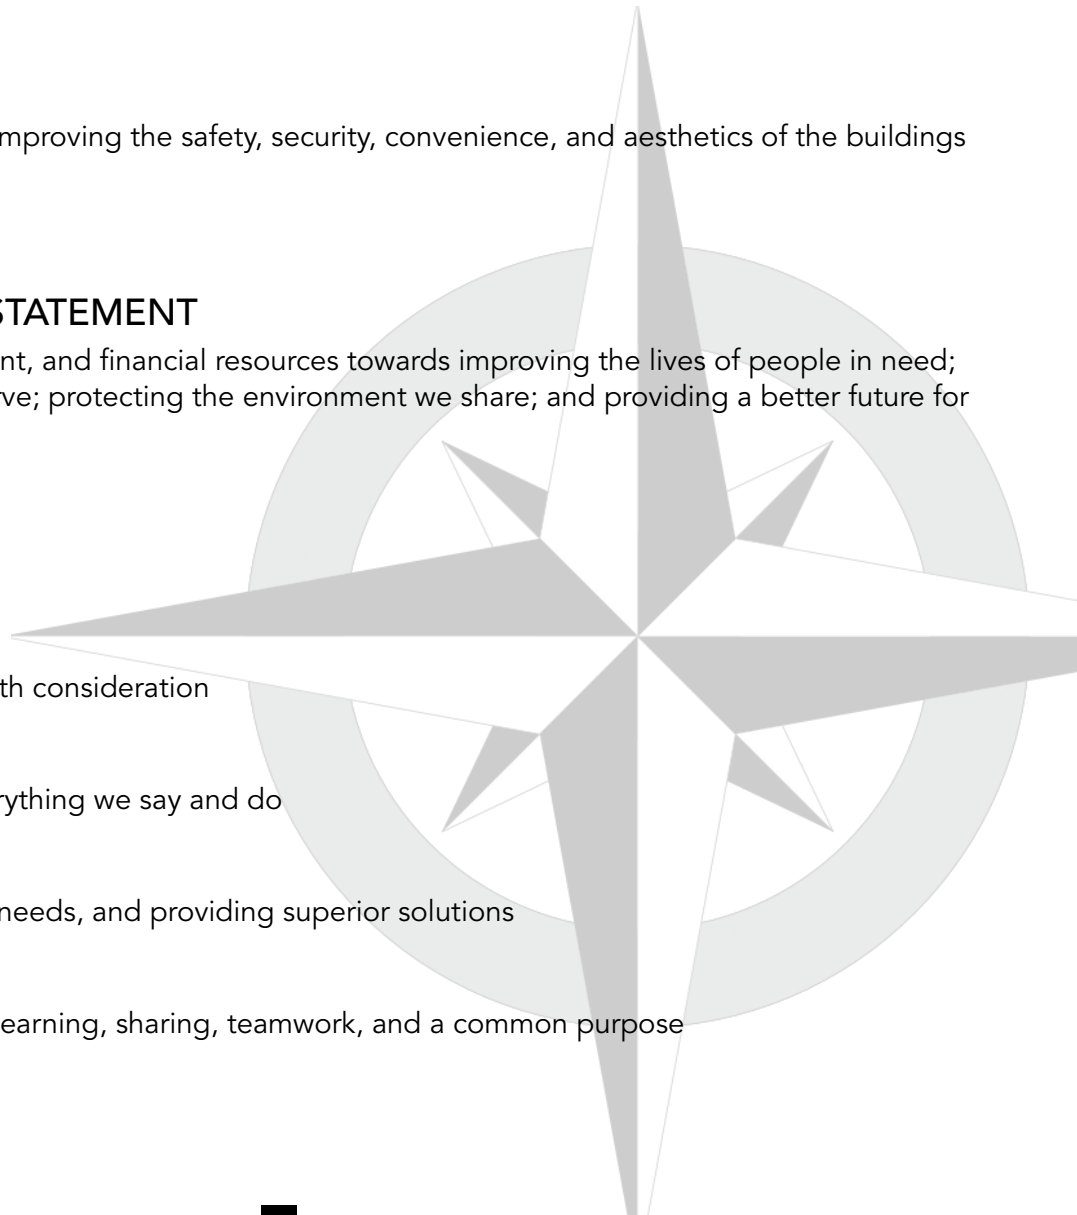 mproving the safety, security, convenience, and aesthetics of the buildings
STATEMENT
nt, and financial resources towards improving the lives of people in need;
rve; protecting the environment we share; and providing a better future for
th consideration
rything we say and do
needs, and providing superior solutions
earning, sharing, teamwork, and a common purpose